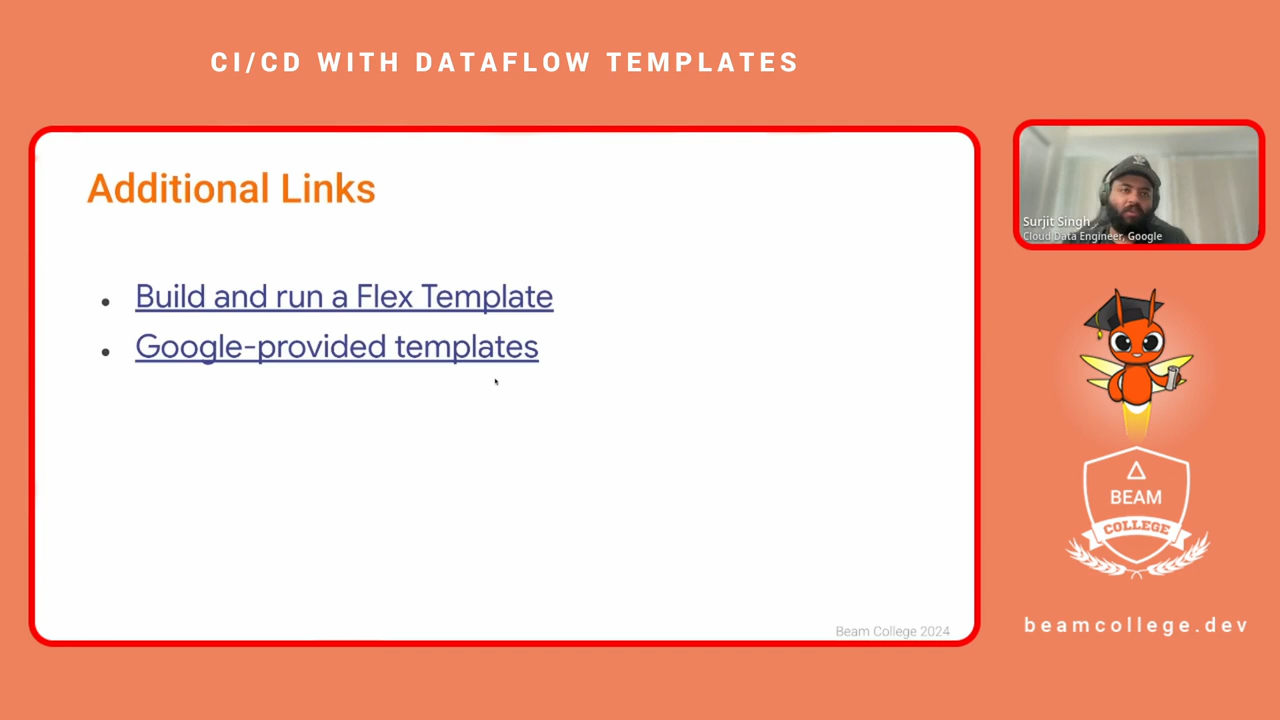 CI/CD WITH DATAFLOW TEMPLATES
Additional Links
Build and run a Flex Template
Google-provided templates
Beam College 2024
Surjit Singh
Cloud Data Engineer, Google
BEAM
COLLEGE
beamcollege.dev